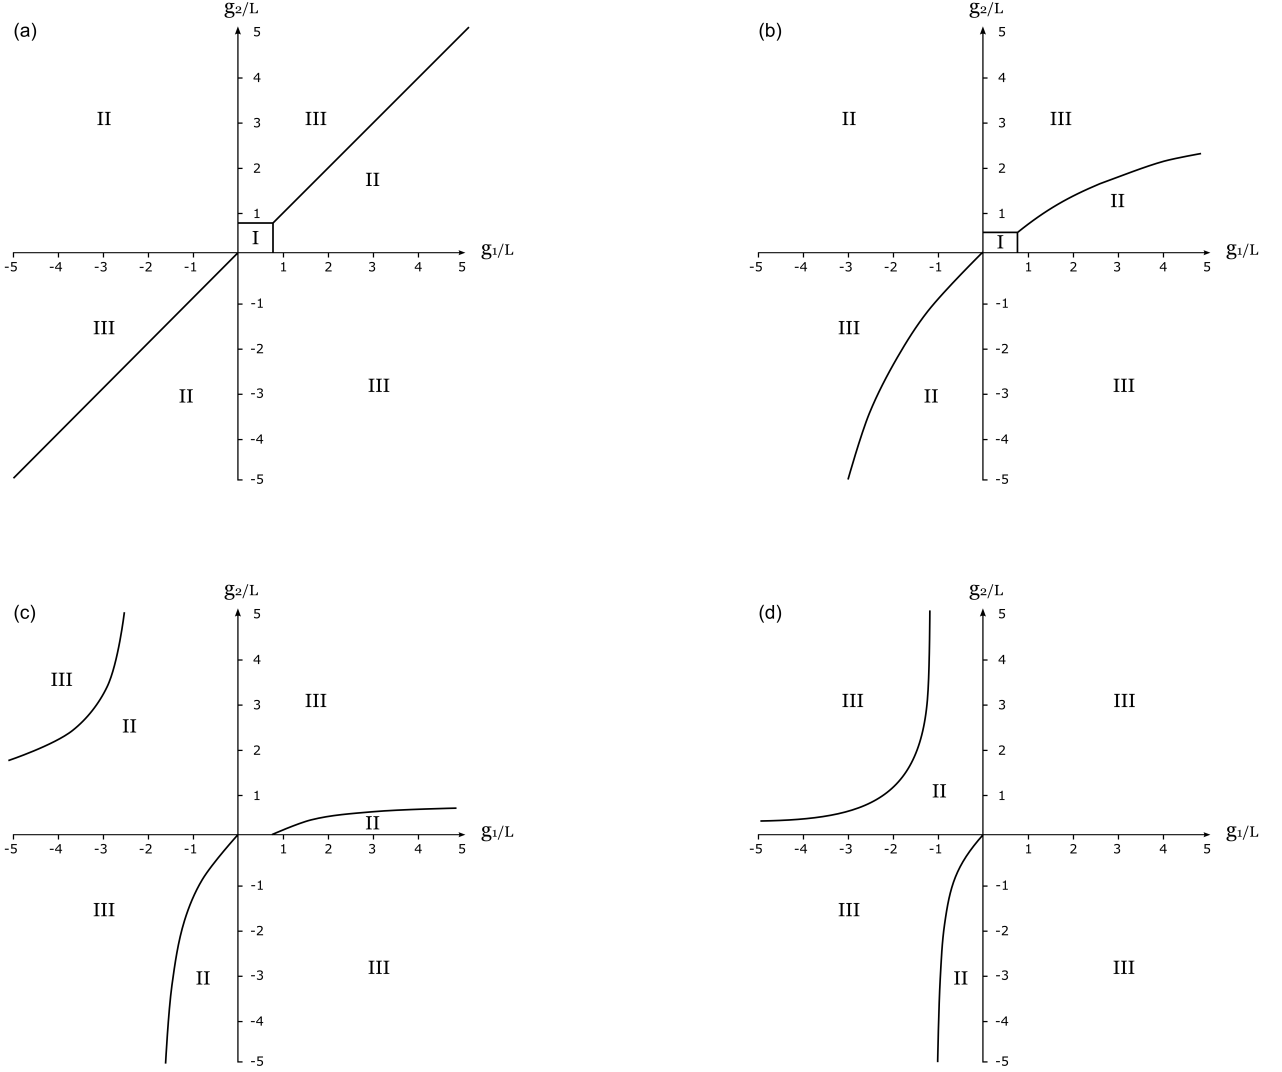 g2/L g2/L
(a) 5 (b) 5
4 4
II 3 III II 3 III
2 II 2 II
1 1
I I
g1/L g1/L
-5 -4 -3 -2 -1 1 2 3 4 5 -5 -4 -3 -2 -1 1 2 3 4 5
-1 -1
III III
-2 -2
III III
II -3 II -3
-4 -4
-5 -5
g2/L g2/L
(c) 5 (d) 5
4 4
III 3 III III 3 III
II 2 2
1 II 1
II
g1/L g1/L
-5 -4 -3 -2 -1 1 2 3 4 5 -5 -4 -3 -2 -1 1 2 3 4 5
-1 -1
III III
-2 -2
II -3 III II -3 III
-4 -4
-5 -5